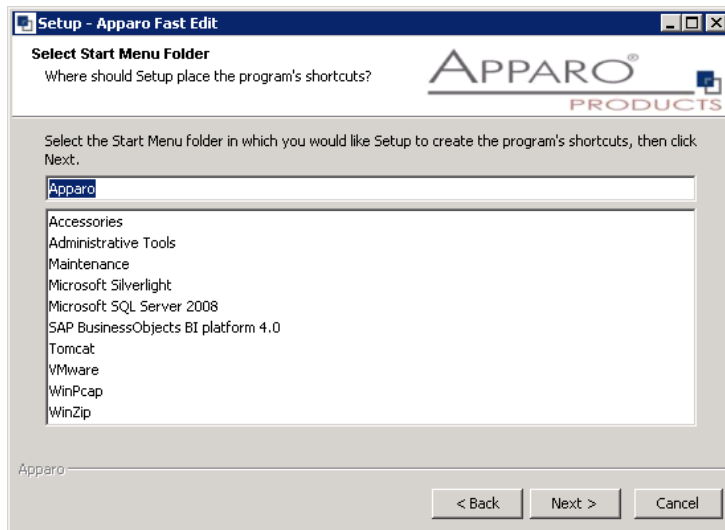 Setup - Apparo Fast Edit
Select Start Menu Folder
Where should Setup place the program's shortcuts?
APPARO®
PRODUCTS
Select the Start Menu folder in which you would like Setup to create the program's shortcuts, then click
Next.
Apparo
Accessories
Administrative Tools
Maintenance
Microsoft Silverlight
Microsoft SQL Server 2008
SAP BusinessObjects BI platform 4.0
Tomcat
VMware
WinPcap
WinZip
Apparo
< Back
Next >
Cancel